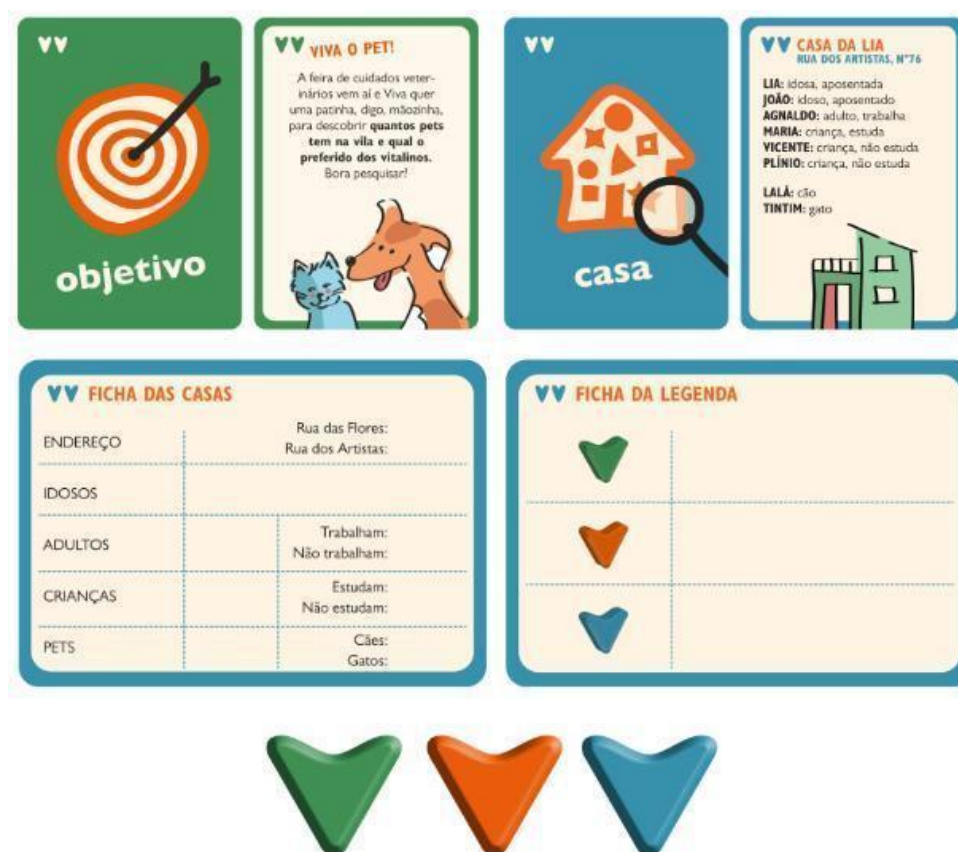 objetivo
VIVA O PET!
A feira de cuidados veter-
inários vem aí e Viva quer
uma patinha, digo, mãozinha,
para descobrir quantos pets
tem na vila e qual o
preferido dos vitalinos.
Bora pesquisar!
casa
CASA DA LIA
RUA DOS ARTISTAS, Nº76
LIA: idosa, aposentada
JOÃO: idoso, aposentado
AGNALDO: adulto, trabalha
MARIA: criança, estuda
VICENTE: criança, não estuda
PLÍNIO: criança, não estuda
LALÁ: cão
TINTIM: gato
FICHA DAS CASAS
ENDEREÇO
Rua das Flores:
Rua dos Artistas:
IDOSOS
ADULTOS
Trabalham:
Não trabalham:
CRIANÇAS
Estudam:
Não estudam:
PETS
Cães:
Gatos:
FICHA DA LEGENDA